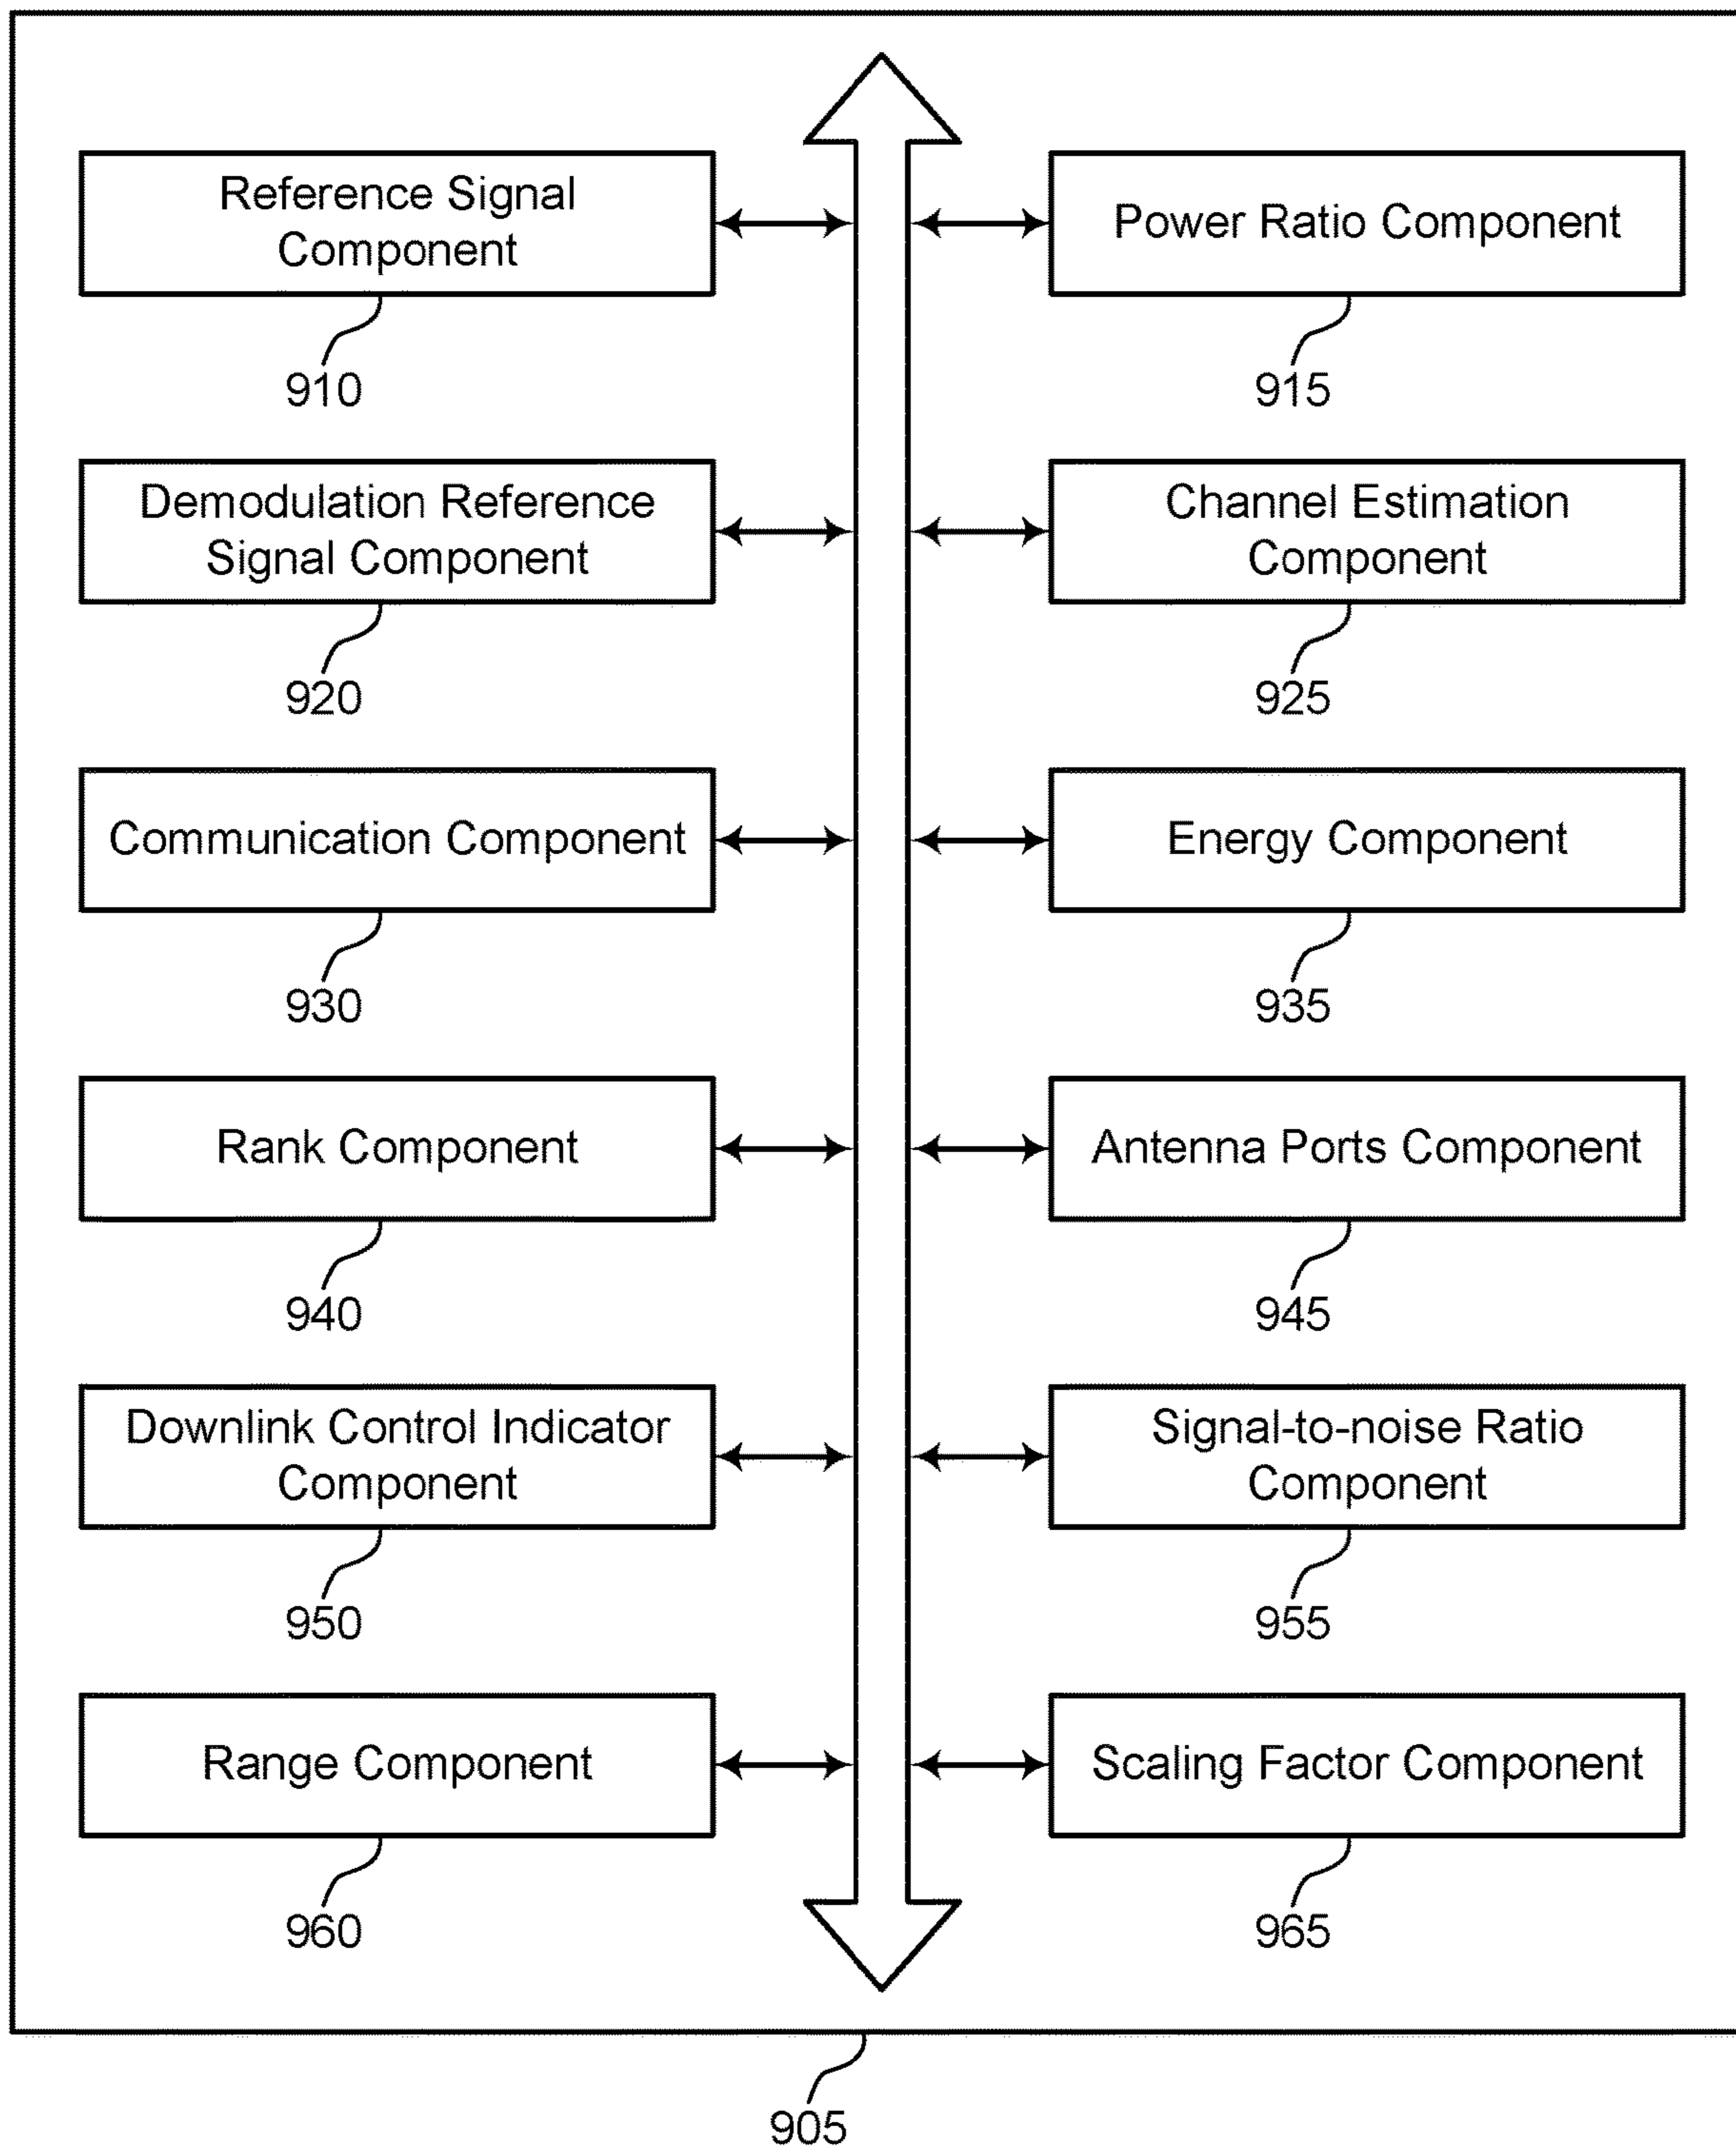 Reference Signal
Component
910
Power Ratio Component
915
Demodulation Reference
Signal Component
920
Channel Estimation
Component
925
Communication Component
930
Energy Component
935
Rank Component
940
Antenna Ports Component
945
Downlink Control Indicator
Component
950
Signal-to-noise Ratio
Component
955
Range Component
960
Scaling Factor Component
965
905